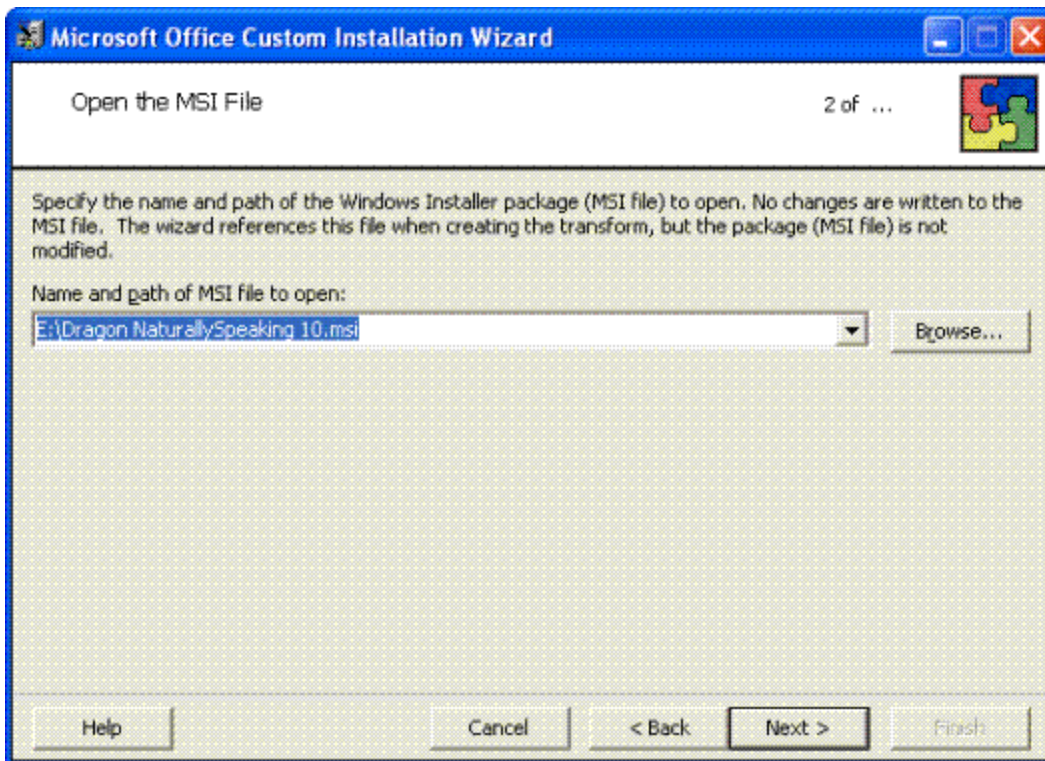 Microsoft Office Custom Installation Wizard
Open the MSI File
2 of ...
Specify the name and path of the Windows Installer package (MSI file) to open. No changes are written to the
MSI file. The wizard references this file when creating the transform, but the package (MSI file) is not
modified.
Name and path of MSI file to open:
E:\Dragon NaturallySpeaking 10.msi
Browse...
Help
Cancel
< Back
Next >
Finish